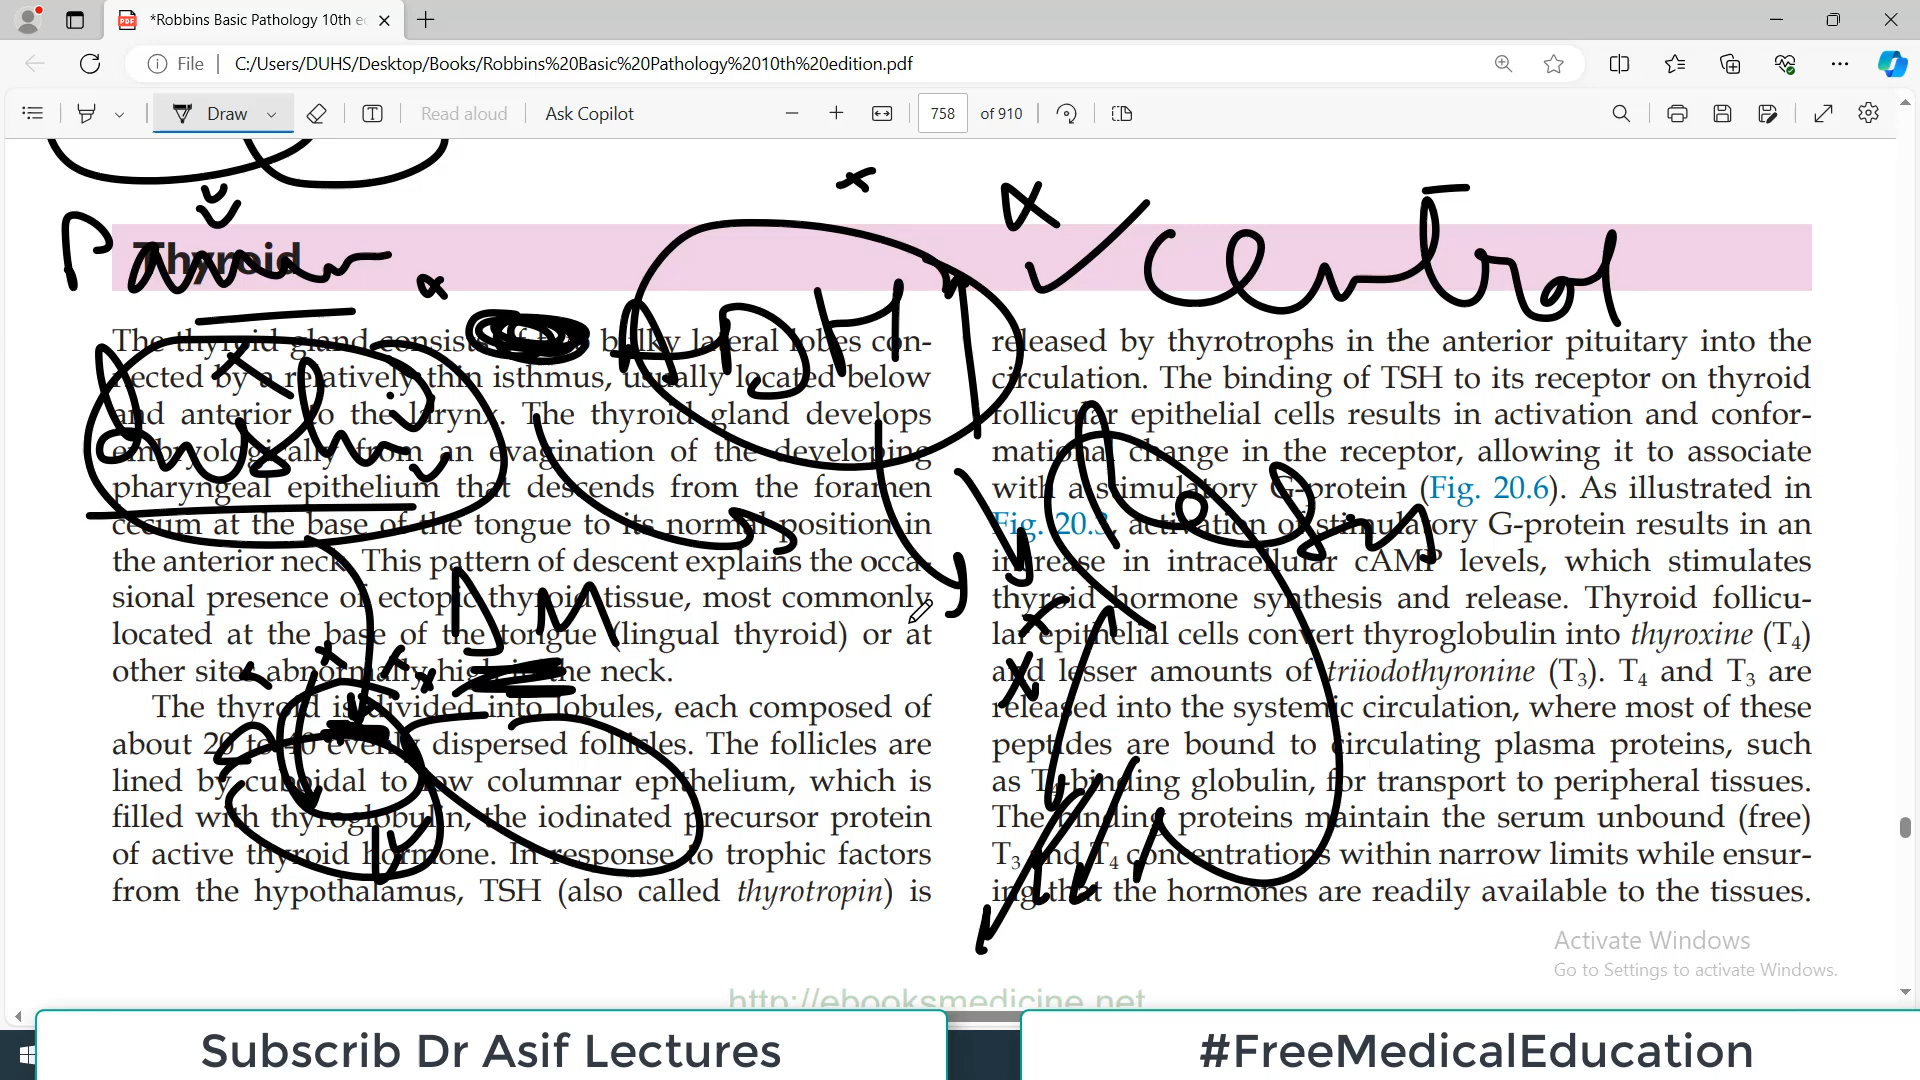 *Robbins Basic Pathology 10th e
File
C:/Users/DUHS/Desktop/Books/Robbins%20Basic%20Pathology%2010th%20edition.pdf
Draw
Read aloud
Ask Copilot
758
of 910
Thyroid
central
ADH
DM
The thyroid gland consists of two bulky lateral lobes con-
nected by a relatively thin isthmus, usually located below
and anterior to the larynx. The thyroid gland develops
embryologically from an evagination of the developing
pharyngeal epithelium that descends from the foramen
cecum at the base of the tongue to its normal position in
the anterior neck. This pattern of descent explains the occa-
sional presence of ectopic thyroid tissue, most commonly
located at the base of the tongue (lingual thyroid) or at
other sites abnormally high in the neck.
The thyroid is divided into lobules, each composed of
about 20 to 40 evenly dispersed follicles. The follicles are
lined by cuboidal to low columnar epithelium, which is
filled with thyroglobulin, the iodinated precursor protein
of active thyroid hormone. In response to trophic factors
from the hypothalamus, TSH (also called thyrotropin) is
released by thyrotrophs in the anterior pituitary into the
circulation. The binding of TSH to its receptor on thyroid
follicular epithelial cells results in activation and confor-
mational change in the receptor, allowing it to associate
with a stimulatory G-protein (Fig. 20.6). As illustrated in
Fig. 20.3, activation of stimulatory G-protein results in an
increase in intracellular cAMP levels, which stimulates
thyroid hormone synthesis and release. Thyroid follicu-
lar epithelial cells convert thyroglobulin into thyroxine (T4)
and lesser amounts of triiodothyronine (T3). T4 and T3 are
released into the systemic circulation, where most of these
peptides are bound to circulating plasma proteins, such
as T4-binding globulin, for transport to peripheral tissues.
The binding proteins maintain the serum unbound (free)
T3 and T4 concentrations within narrow limits while ensur-
ing that the hormones are readily available to the tissues.
Activate Windows
Go to Settings to activate Windows.
http://ebooksmedicine.net
Subscrib Dr Asif Lectures
#FreeMedicalEducation